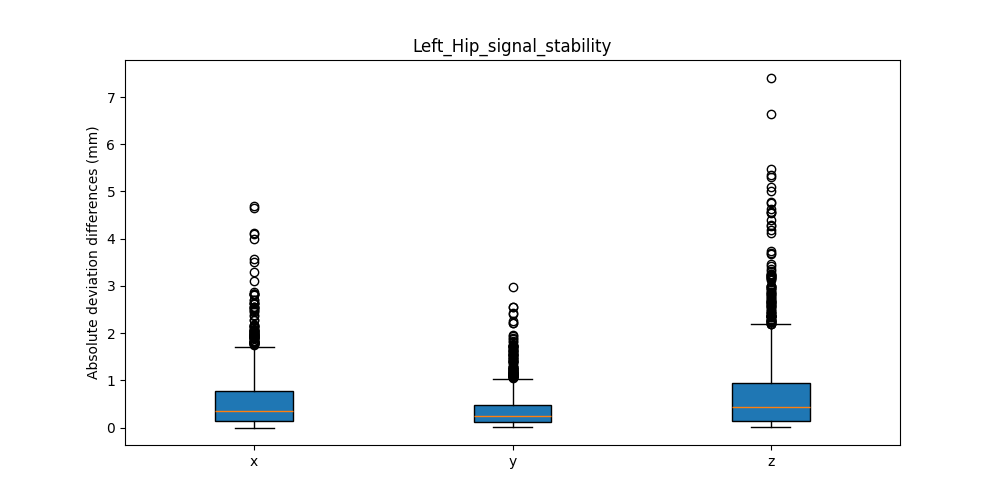 Left_Hip_signal_stability
Absolute deviation differences (mm)
7
6
5
4
3
2
1
0
x
y
z